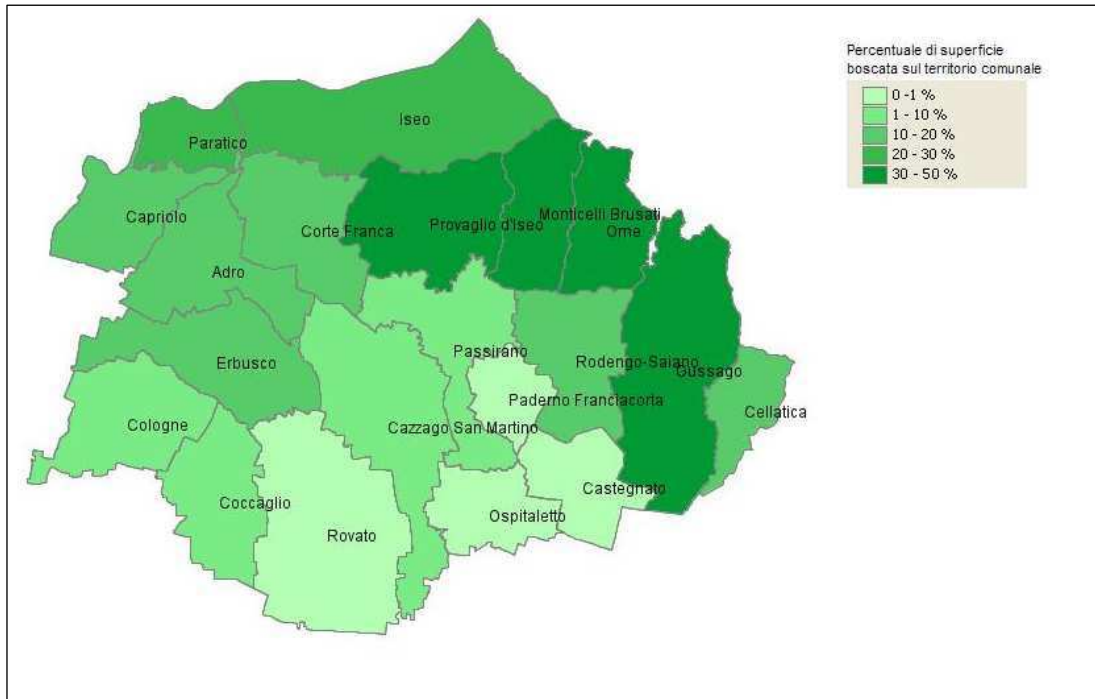 Percentuale di superficie
boscata sul territorio comunale
0 -1 %
1 - 10 %
10 - 20 %
20 - 30 %
30 - 50 %
Iseo
Paratico
Capriolo
Corte Franca
Provaglio d'Iseo
Monticelli Brusati
Ome
Adro
Passirano
Erbusco
Rodengo-Saiano
Gussago
Paderno Franciacorta
Cellatica
Cologne
Cazzago San Martino
Castegnato
Coccaglio
Ospitaletto
Rovato